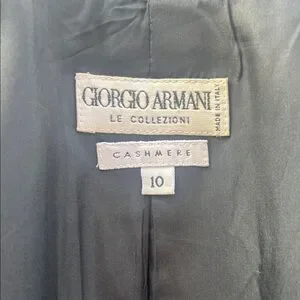 GIORGIO ARMANI
LE COLLEZIONI
MADE IN ITALY
CASHMERE
10